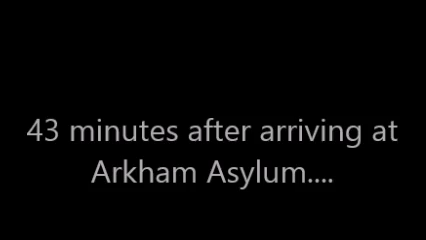 43 minutes after arriving at
Arkham Asylum....